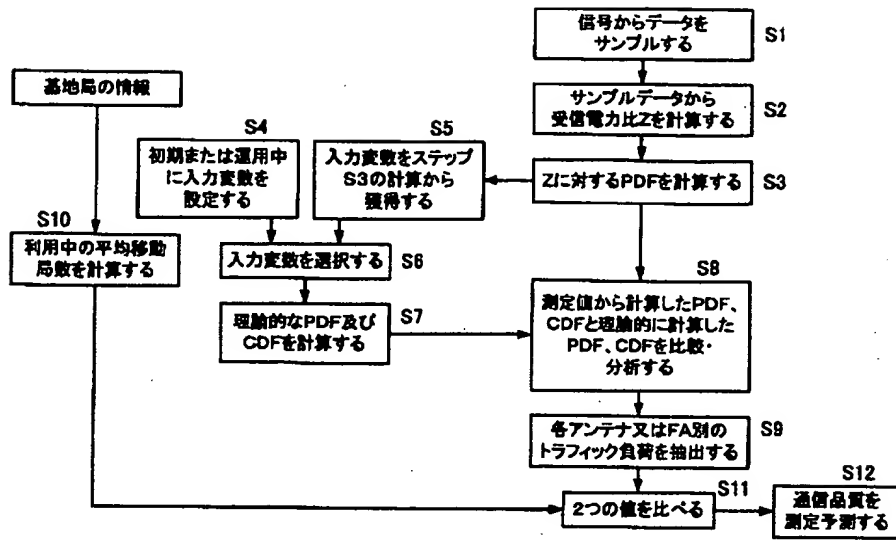 信号からデータを
サンプルする
S1
基地局の情報
サンプルデータから
受信電力比Zを計算する
S2
S4
初期または運用中
に入力変数を
設定する
S5
入力変数をステップ
S3の計算から
獲得する
Zに対するPDFを計算する
S3
S10
利用中の平均移動
局数を計算する
入力変数を選択する
S6
理論的なPDF及び
CDFを計算する
S7
S8
測定値から計算したPDF、
CDFと理論的に計算した
PDF、CDFを比較・
分析する
各アンテナ又はFA別の
トラフィック負荷を抽出する
S9
2つの値を比べる
S11
S12
通信品質を
測定予測する